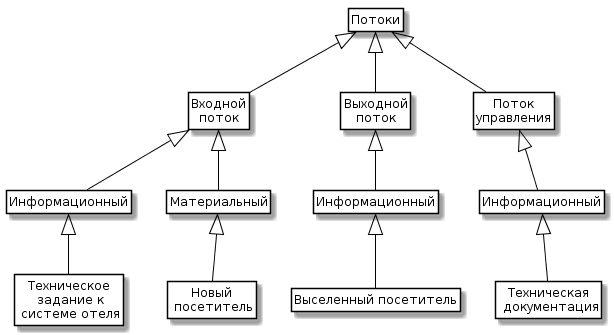 Потоки
Входной
поток
Выходной
поток
Поток
управления
Информационный
Материальный
Информационный
Информационный
Техническое
задание к
системе отеля
Новый
посетитель
Выселенный посетитель
Техническая
документация